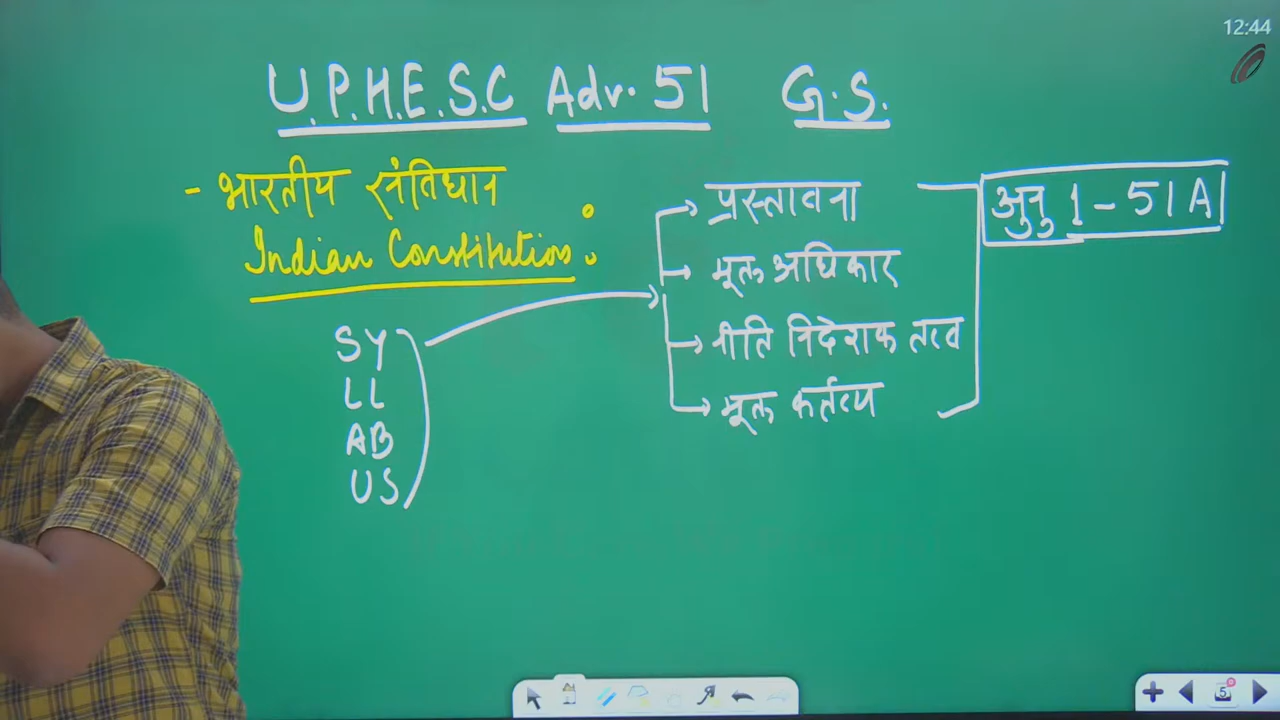 12:44
U.P.H.E.S.C Adv. 51 G.S.
- भारतीय संविधान :
Indian Constitution
SY
LL
AB
US
प्रस्तावना
मूल अधिकार
नीति निदेशक तत्व
मूल कर्तव्य
अनु 1 - 51A
5